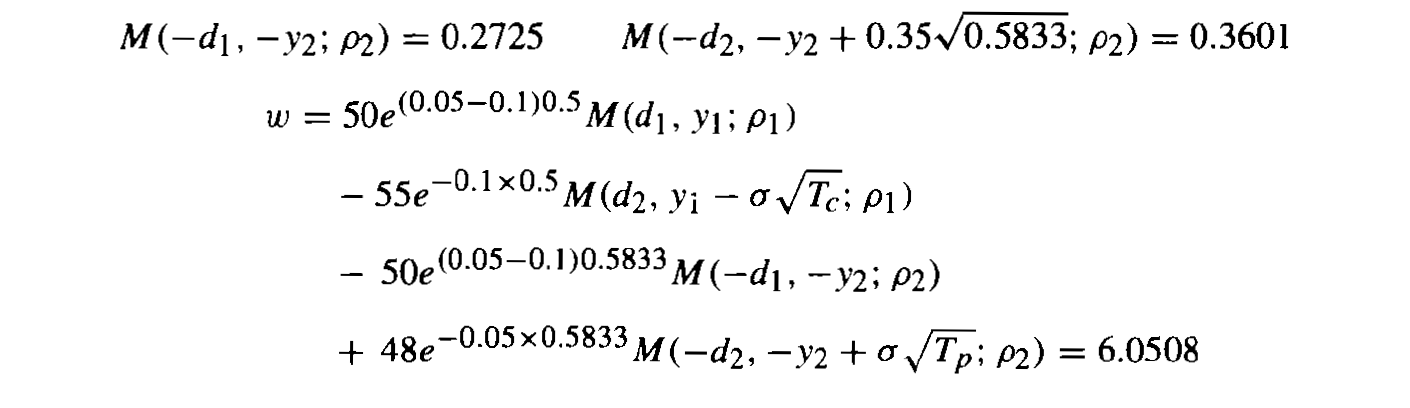 M(−d₁, −y₂; ρ₂) = 0.2725    M(−d₂, −y₂ + 0.35√0.5833; ρ₂) = 0.3601
w = 50e^(0.05−0.1)0.5 M(d₁, y₁; ρ₁)
− 55e^−0.1×0.5 M(d₂, y₁ − σ√T_c; ρ₁)
− 50e^(0.05−0.1)0.5833 M(−d₁, −y₂; ρ₂)
+ 48e^−0.05×0.5833 M(−d₂, −y₂ + σ√T_p; ρ₂) = 6.0508